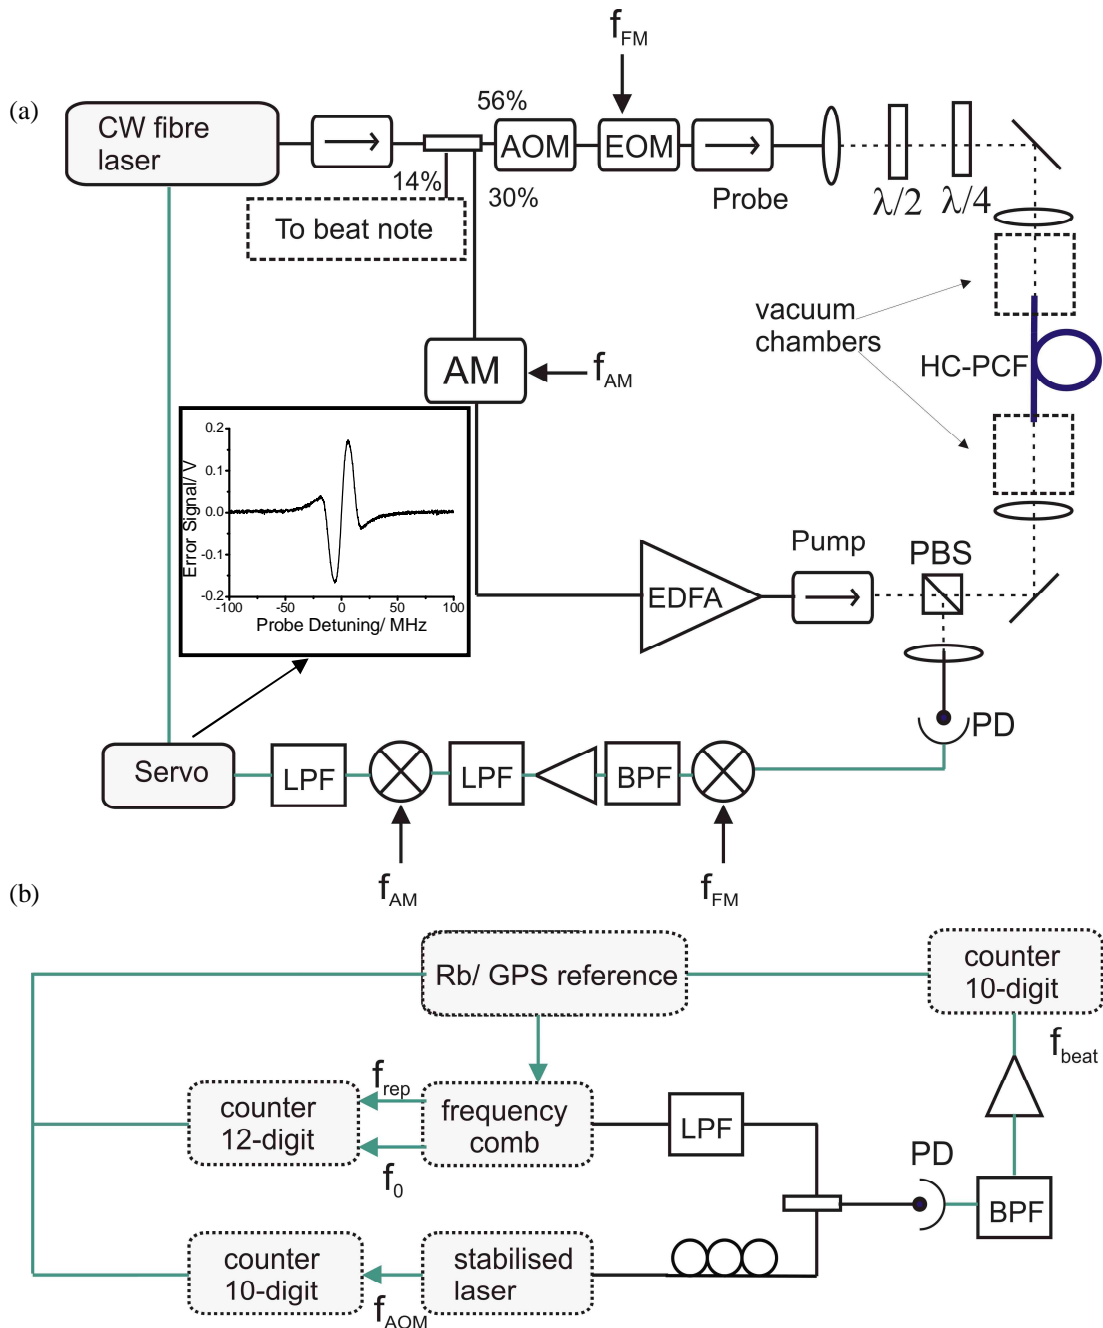 (a)
f_FM
CW fibre
laser
56%
AOM
EOM
14%
30%
Probe
λ/2
λ/4
To beat note
vacuum
chambers
HC-PCF
AM
f_AM
0.2
0.1
0.0
-0.1
-0.2
Error Signal/ V
-100
-50
0
50
100
Probe Detuning/ MHz
Pump
PBS
EDFA
PD
Servo
LPF
LPF
BPF
f_AM
f_FM
(b)
Rb/ GPS reference
counter
10-digit
f_beat
f_rep
counter
12-digit
frequency
comb
LPF
f_0
PD
BPF
counter
10-digit
stabilised
laser
f_AOM